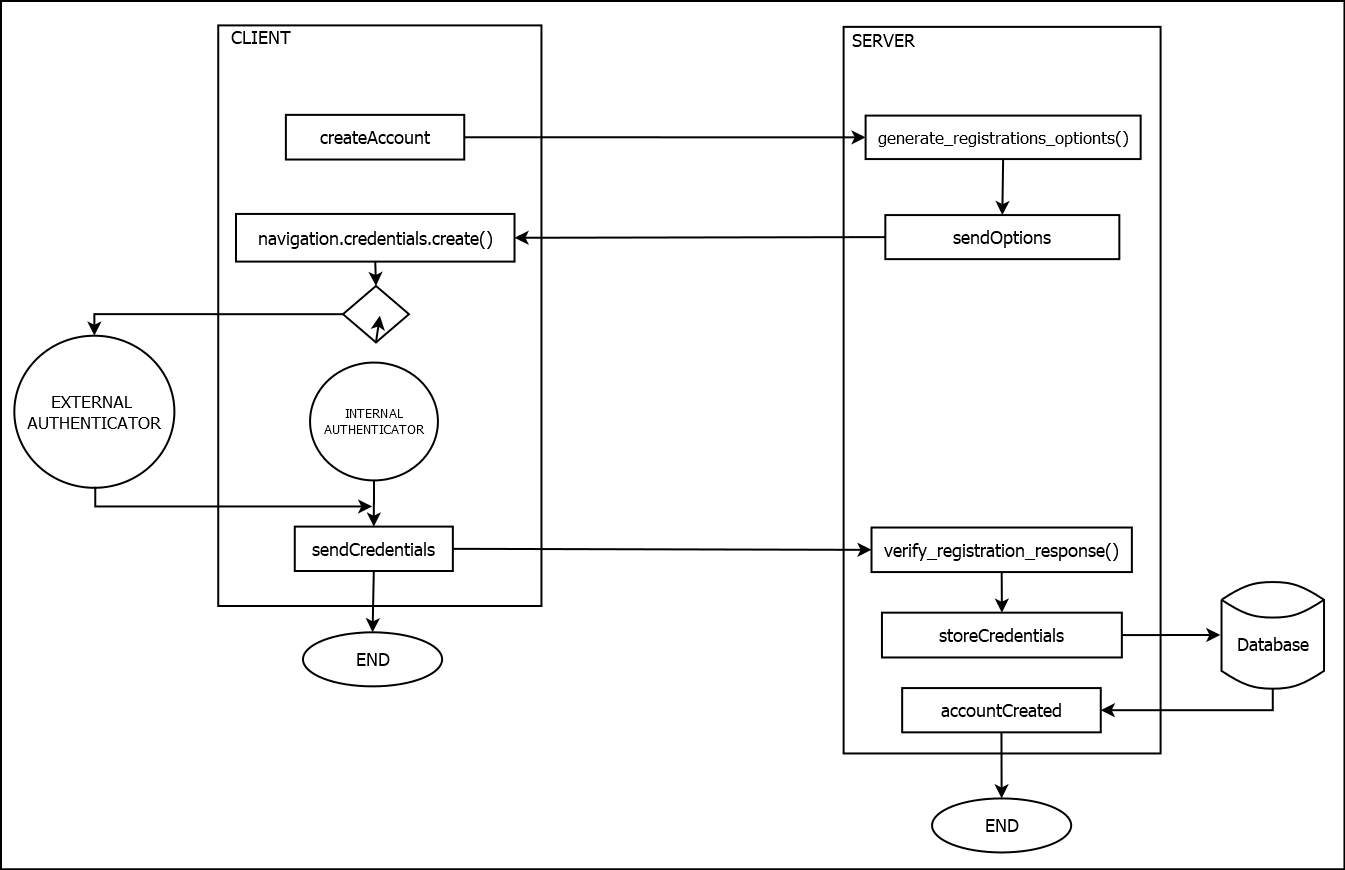 CLIENT
SERVER
createAccount
generate_registrations_optionts()
navigation.credentials.create()
sendOptions
EXTERNAL
AUTHENTICATOR
INTERNAL
AUTHENTICATOR
sendCredentials
verify_registration_response()
storeCredentials
Database
END
accountCreated
END